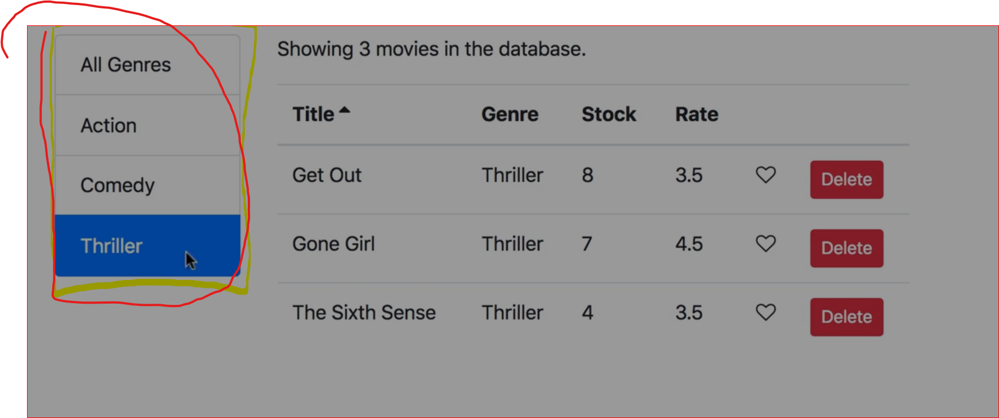 All Genres
Action
Comedy
Thriller
Showing 3 movies in the database.
Title Genre Stock Rate
Get Out Thriller 8 3.5 Delete
Gone Girl Thriller 7 4.5 Delete
The Sixth Sense Thriller 4 3.5 Delete